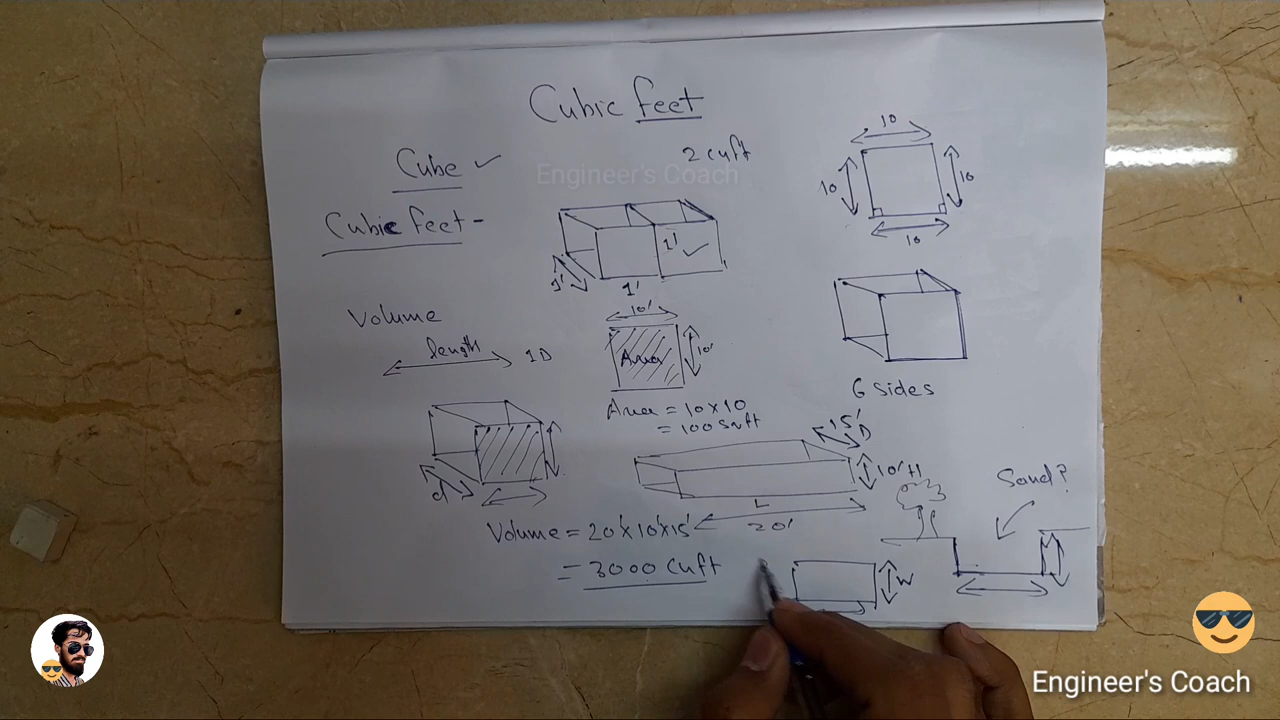 Cubic feet
Cube ✓
2 cuft
Engineer's Coach
Cubic feet -
1' ✓
1'
1'
10
10
10
10
Volume
length
1D
10'
Area
10'
Area = 10x10
= 100 Sqft
6 sides
d
15'
D
10' H
L
20'
Volume = 20'x10'x15'
= 3000 Cuft
Sand?
W
Engineer's Coach